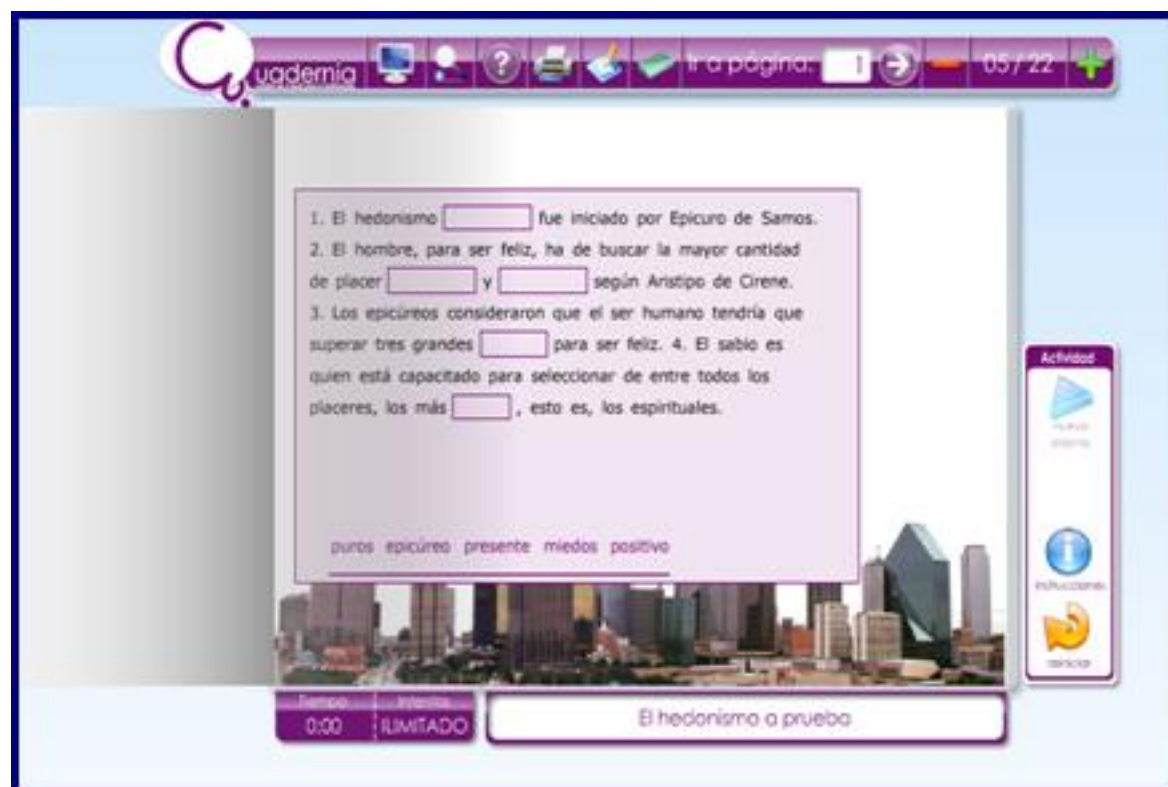 Cuadernia
Ir a página: 1 05/22
1. El hedonismo fue iniciado por Epicuro de Samos.
2. El hombre, para ser feliz, ha de buscar la mayor cantidad
de placer y según Aristipo de Cirene.
3. Los epicúreos consideraron que el ser humano tendría que
superar tres grandes para ser feliz. 4. El sabio es
quien está capacitado para seleccionar de entre todos los
placeres, los más , esto es, los espirituales.
puros epicúreo presente miedos positivo
Actividad
instrucciones
reiniciar
Tiempo Intentos
0:00 ILIMITADO
El hedonismo a prueba